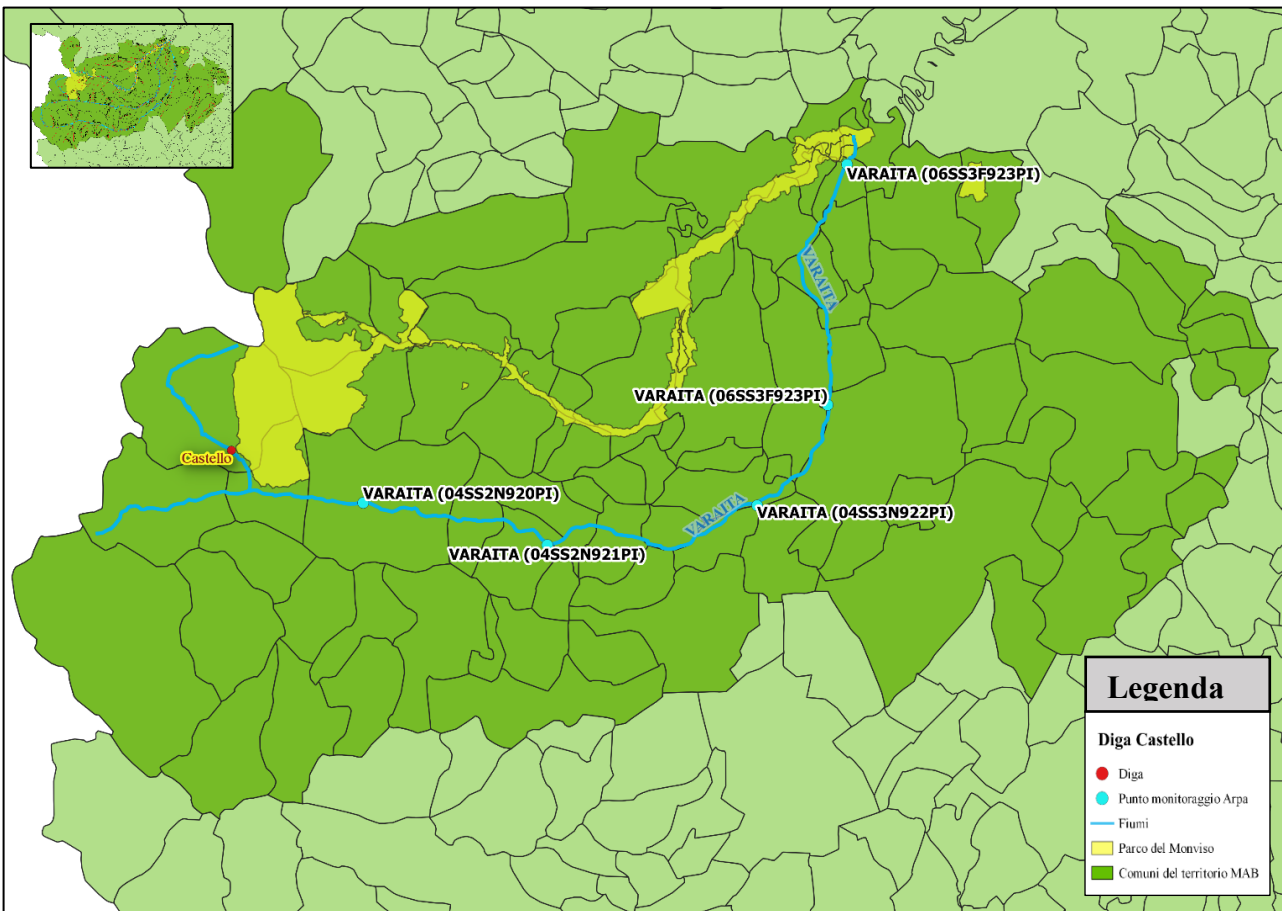 VARAITA (06SS3F923PI)
VARAITA
VARAITA (06SS3F923PI)
Castello
VARAITA (04SS2N920PI)
VARAITA
VARAITA (04SS3N922PI)
VARAITA (04SS2N921PI)
Legenda
Diga Castello
Diga
Punto monitoraggio Arpa
Fiumi
Parco del Monviso
Comuni del territorio MAB